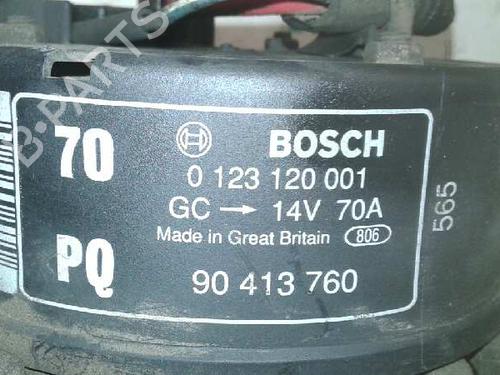 70
BOSCH
0 123 120 001
GC → 14V 70A
Made in Great Britain 806
PQ
90 413 760
565
B-PARTS